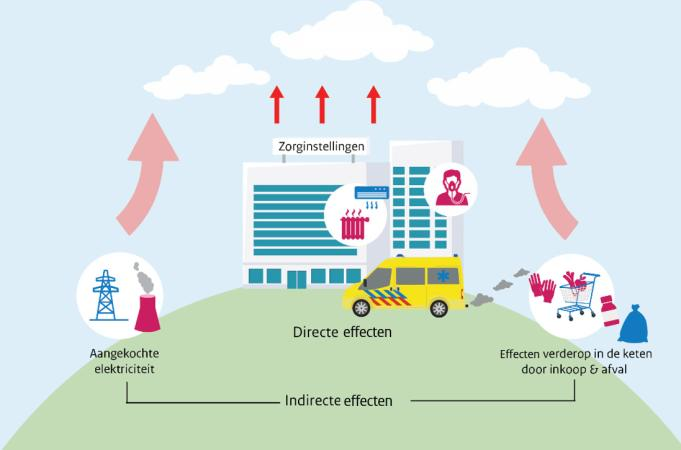 Zorginstellingen
Directe effecten
Aangekochte
elektriciteit
Effecten verderop in de keten
door inkoop & afval
Indirecte effecten